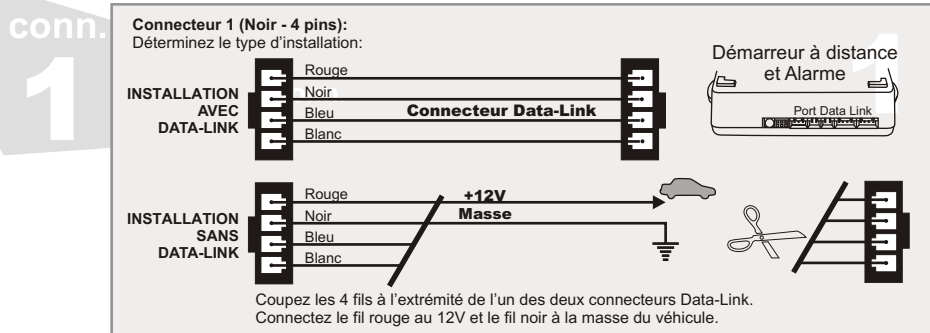 conn.
1
Connecteur 1 (Noir - 4 pins):
Déterminez le type d'installation:
INSTALLATION
AVEC
DATA-LINK
Rouge
Noir
Bleu
Blanc
Connecteur Data-Link
Démarreur à distance
et Alarme
1
Port Data Link
INSTALLATION
SANS
DATA-LINK
Rouge
Noir
Bleu
Blanc
+12V
Masse
Coupez les 4 fils à l'extrémité de l'un des deux connecteurs Data-Link.
Connectez le fil rouge au 12V et le fil noir à la masse du véhicule.